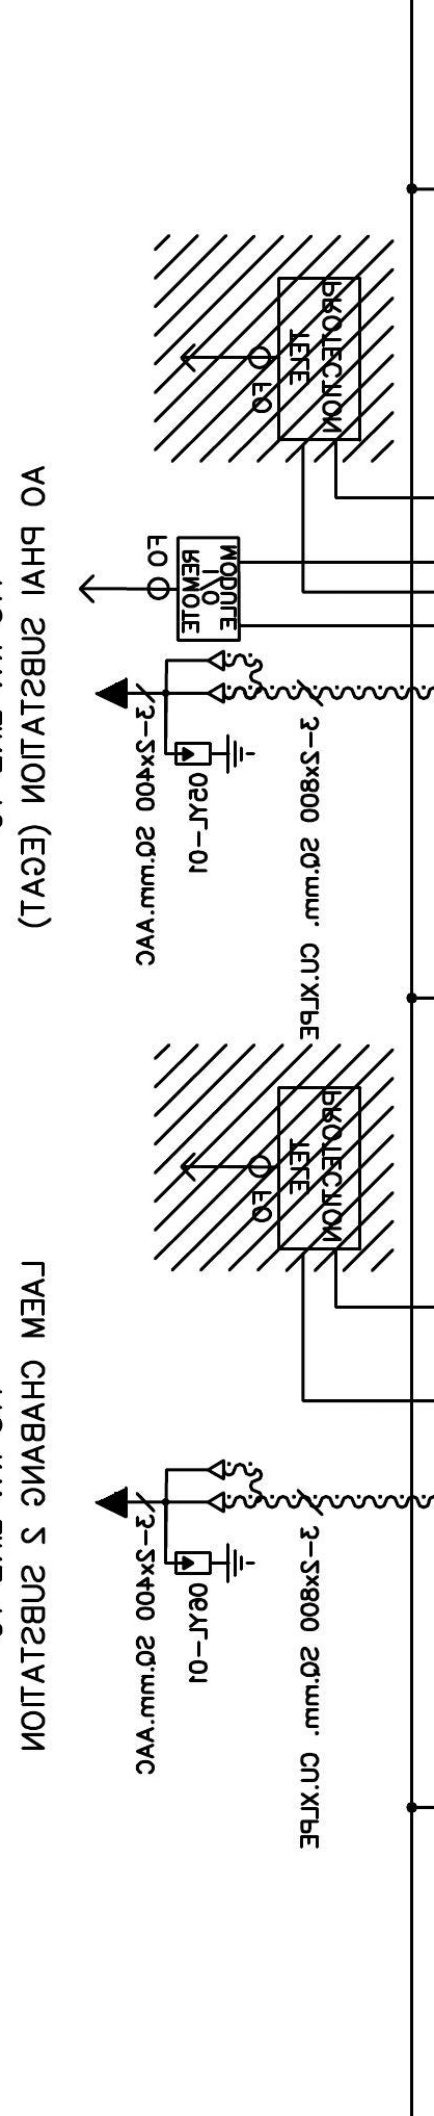 PROTECTION
TELE
FO
MODULE
I/O
REMOTE
FO
3-2x800 SQ.mm. CU.XLPE
05YL-01
3-2x400 SQ.mm.AAC
AO PHAI SUBSTATION (EGAT)
PROTECTION
TELE
FO
3-2x800 SQ.mm. CU.XLPE
06YL-01
3-2x400 SQ.mm.AAC
LAEM CHABANG 2 SUBSTATION